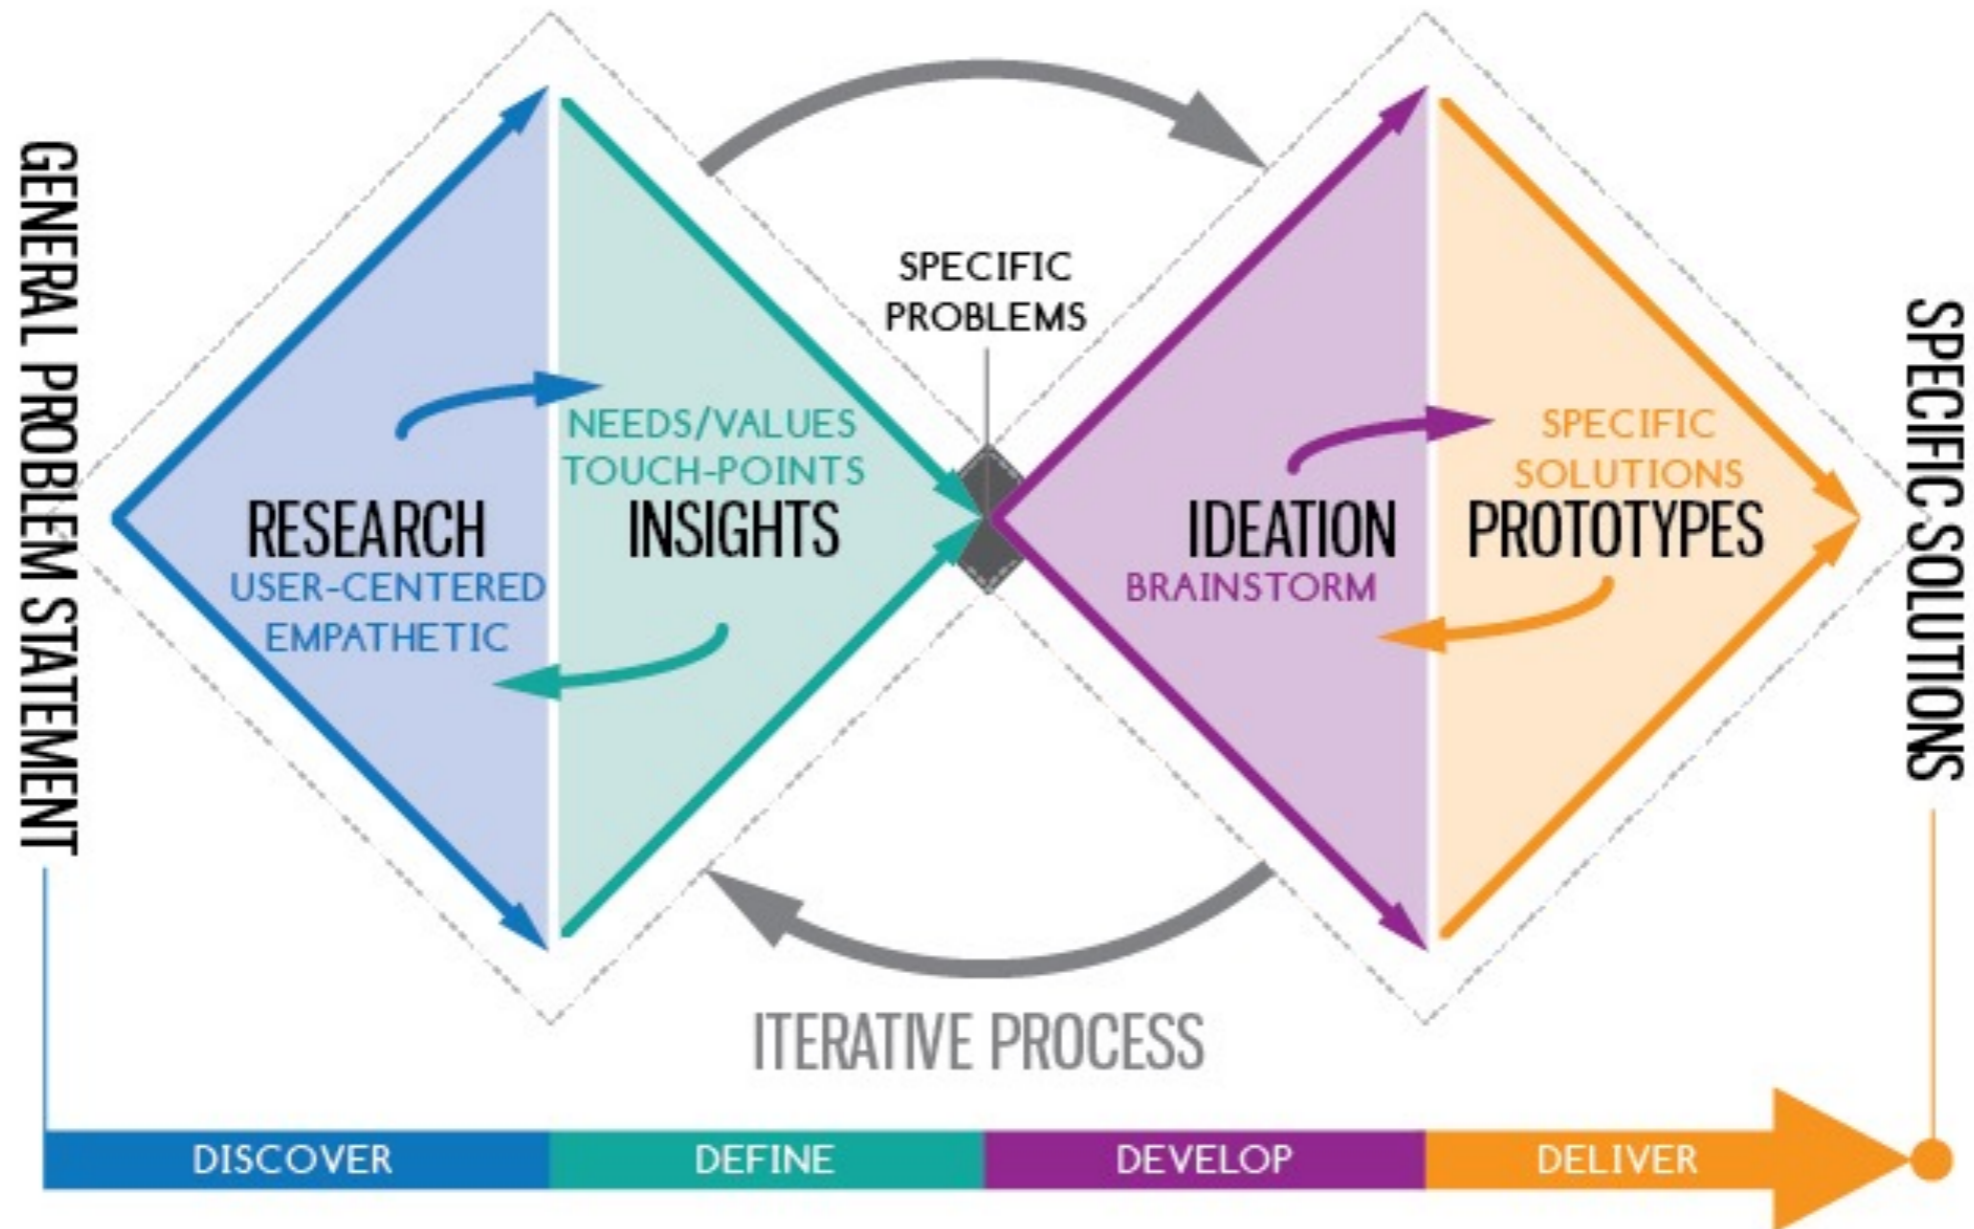 GENERAL PROBLEM STATEMENT
SPECIFIC
PROBLEMS
NEEDS/VALUES
TOUCH-POINTS
RESEARCH
USER-CENTERED
EMPATHETIC
INSIGHTS
IDEATION
BRAINSTORM
SPECIFIC
SOLUTIONS
PROTOTYPES
SPECIFIC SOLUTIONS
ITERATIVE PROCESS
DISCOVER
DEFINE
DEVELOP
DELIVER